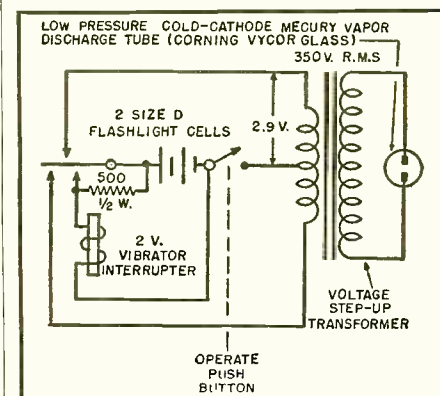 LOW PRESSURE COLD-CATHODE MECURY VAPOR
DISCHARGE TUBE (CORNING VYCOR GLASS)
350 V. R.M.S
2 SIZE D
FLASHLIGHT CELLS
2.9 V.
500
1/2 W.
2 V.
VIBRATOR
INTERRUPTER
VOLTAGE
STEP-UP
TRANSFORMER
OPERATE
PUSH
BUTTON